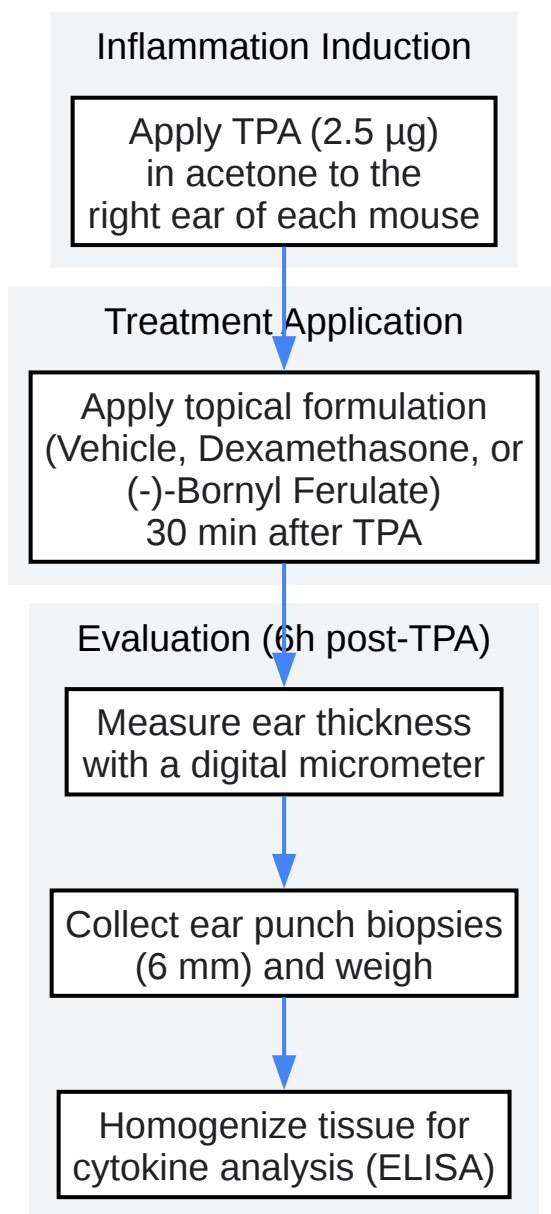 Inflammation Induction
Apply TPA (2.5 µg)
in acetone to the
right ear of each mouse
Treatment Application
Apply topical formulation
(Vehicle, Dexamethasone, or
(-)-Bornyl Ferulate)
30 min after TPA
Evaluation (6h post-TPA)
Measure ear thickness
with a digital micrometer
Collect ear punch biopsies
(6 mm) and weigh
Homogenize tissue for
cytokine analysis (ELISA)